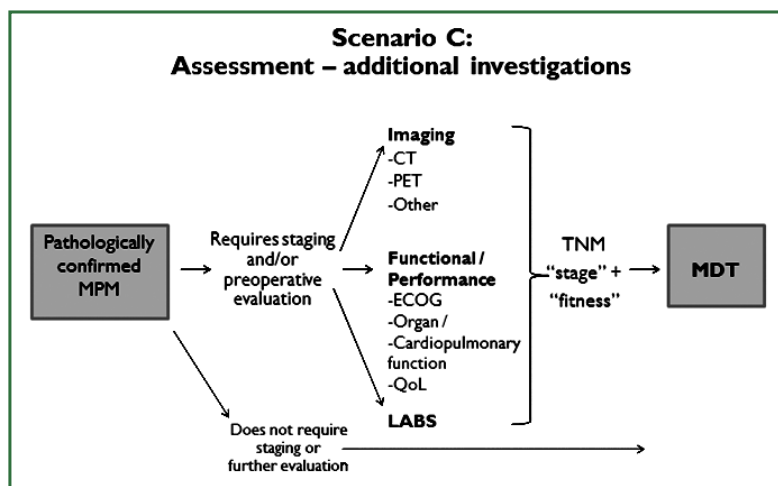 Scenario C:
Assessment – additional investigations
Pathologically
confirmed
MPM
Requires staging
and/or
preoperative
evaluation
Does not require
staging or
further evaluation
Imaging
-CT
-PET
-Other
Functional /
Performance
-ECOG
-Organ /
-Cardiopulmonary
function
-QoL
LABS
TNM
“stage” +
“fitness”
MDT